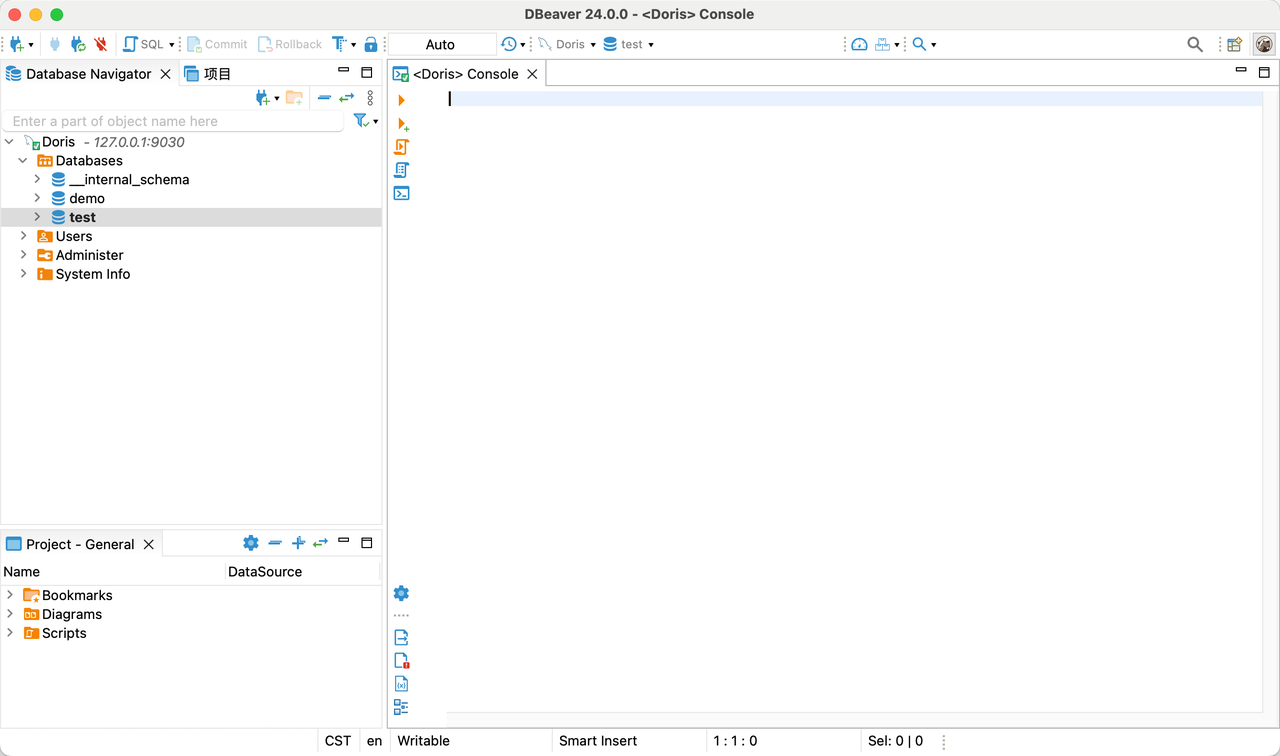 DBeaver 24.0.0 - <Doris> Console
SQL Commit Rollback Auto Doris test
Database Navigator 项目
Enter a part of object name here
Doris - 127.0.0.1:9030
Databases
__internal_schema
demo
test
Users
Administer
System Info
<Doris> Console
Project - General
Name DataSource
Bookmarks
Diagrams
Scripts
CST en Writable Smart Insert 1 : 1 : 0 Sel: 0 | 0